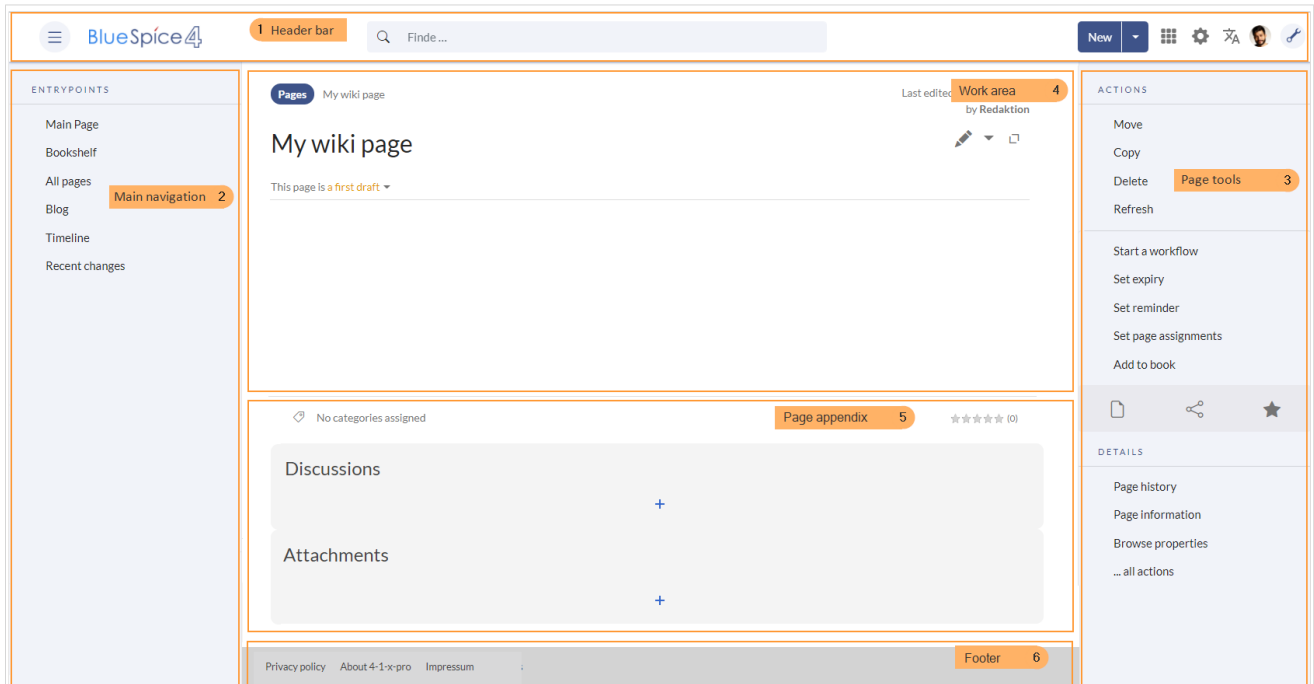 BlueSpice 4
1 Header bar
Finde ...
New
ENTRYPOINTS
Main Page
Bookshelf
All pages
Blog
Timeline
Recent changes
Main navigation 2
Pages My wiki page
Last edited
Work area 4
by Redaktion
My wiki page
This page is a first draft
No categories assigned
Page appendix 5
(0)
Discussions
+
Attachments
+
Privacy policy About 4-1-x-pro Impressum
Footer 6
ACTIONS
Move
Copy
Delete
Page tools 3
Refresh
Start a workflow
Set expiry
Set reminder
Set page assignments
Add to book
DETAILS
Page history
Page information
Browse properties
... all actions